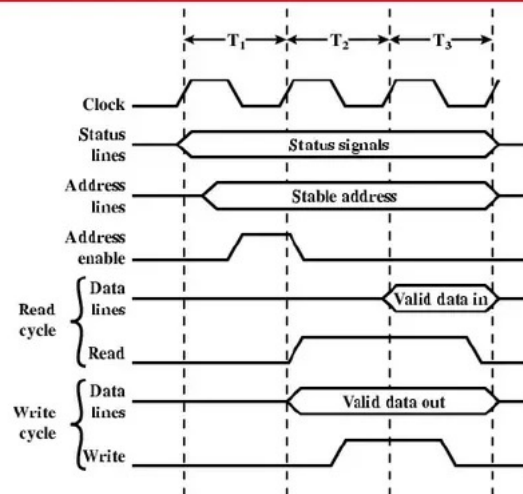 T1
T2
T3
Clock
Status
lines
Status signals
Address
lines
Stable address
Address
enable
Read
cycle
Data
lines
Valid data in
Read
Write
cycle
Data
lines
Valid data out
Write